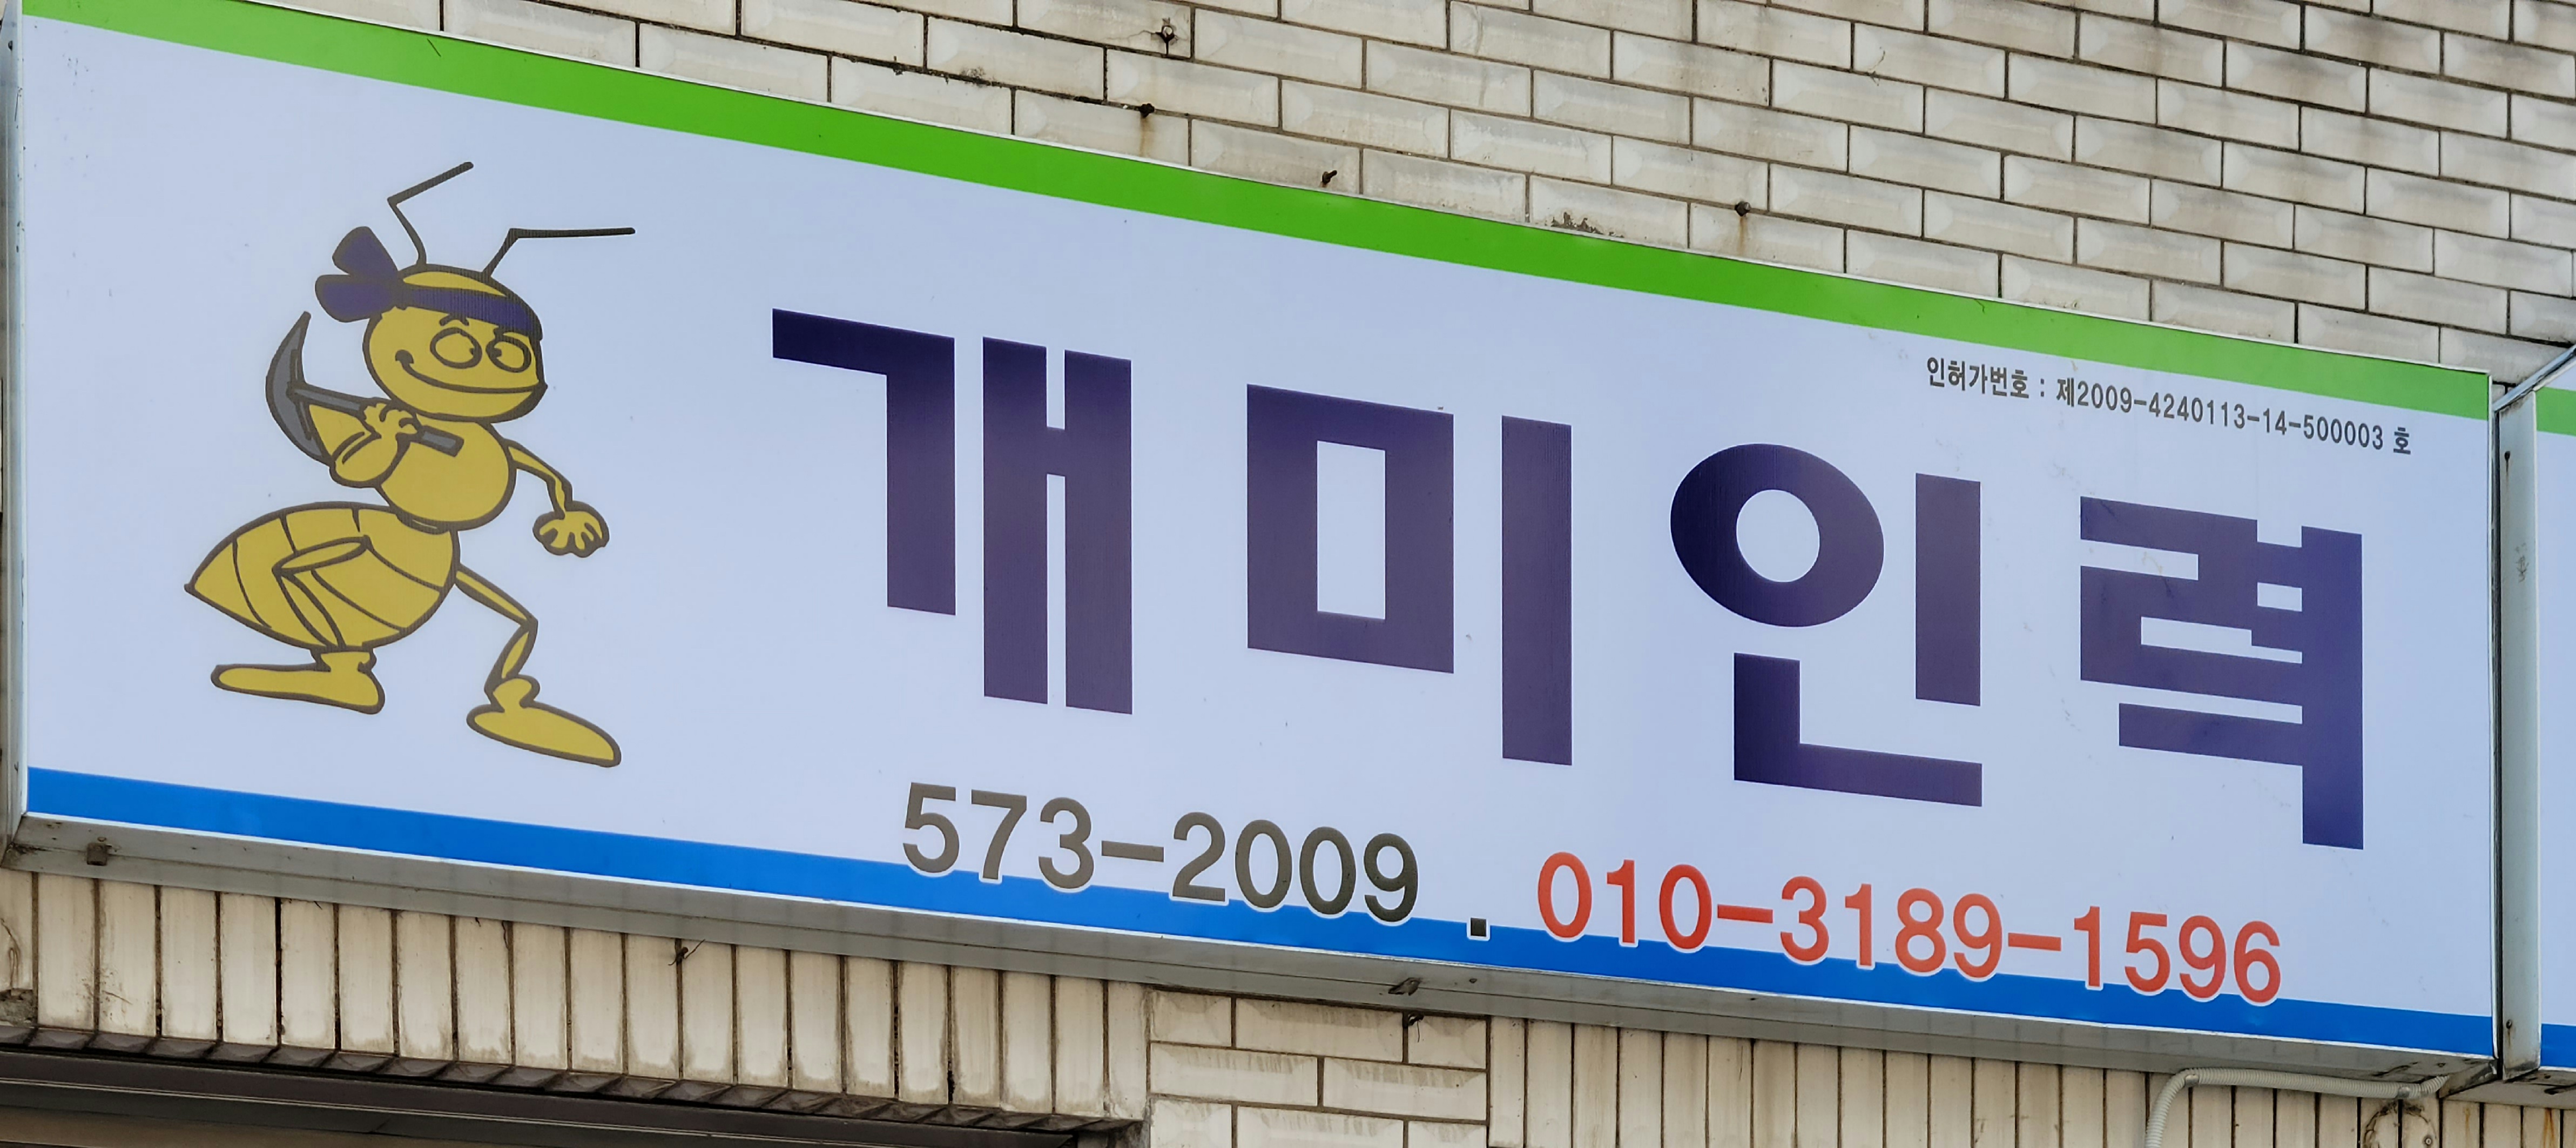 인허가번호 : 제2009-4240113-14-500003 호
개미인력
573-2009 . 010-3189-1596